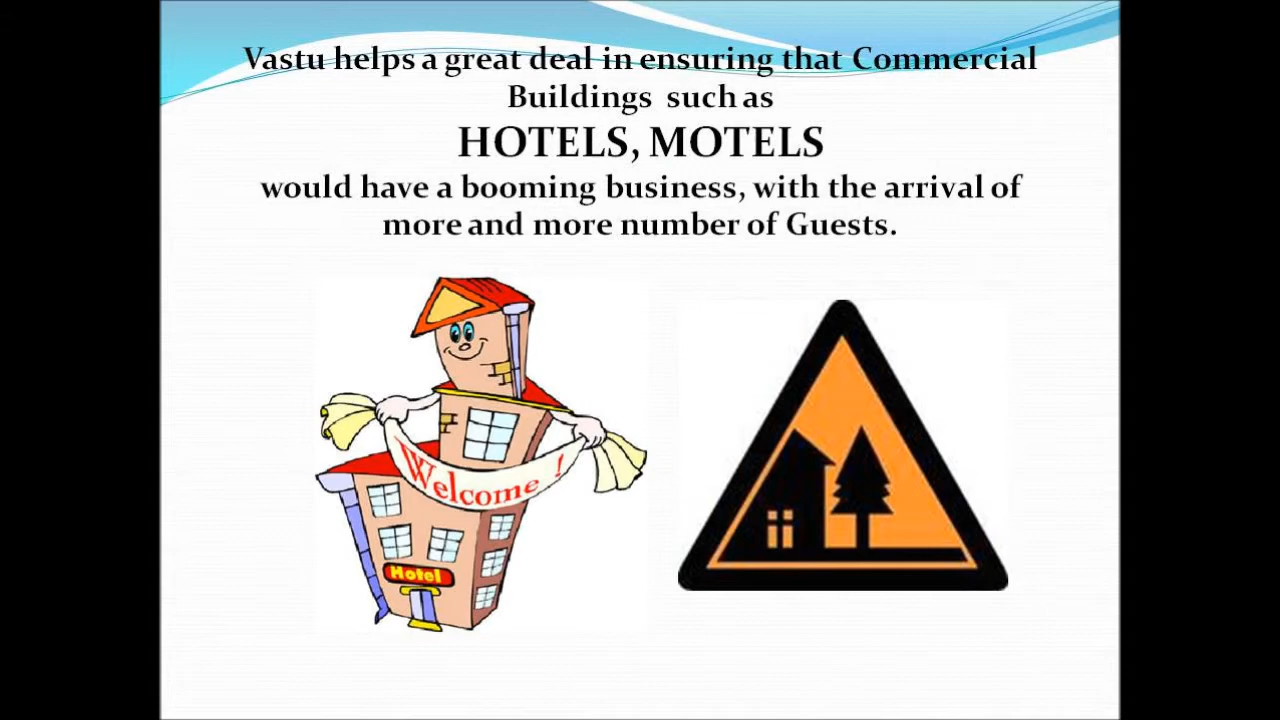 Vastu helps a great deal in ensuring that Commercial
Buildings such as
HOTELS, MOTELS
would have a booming business, with the arrival of
more and more number of Guests.
Welcome !
Hotel